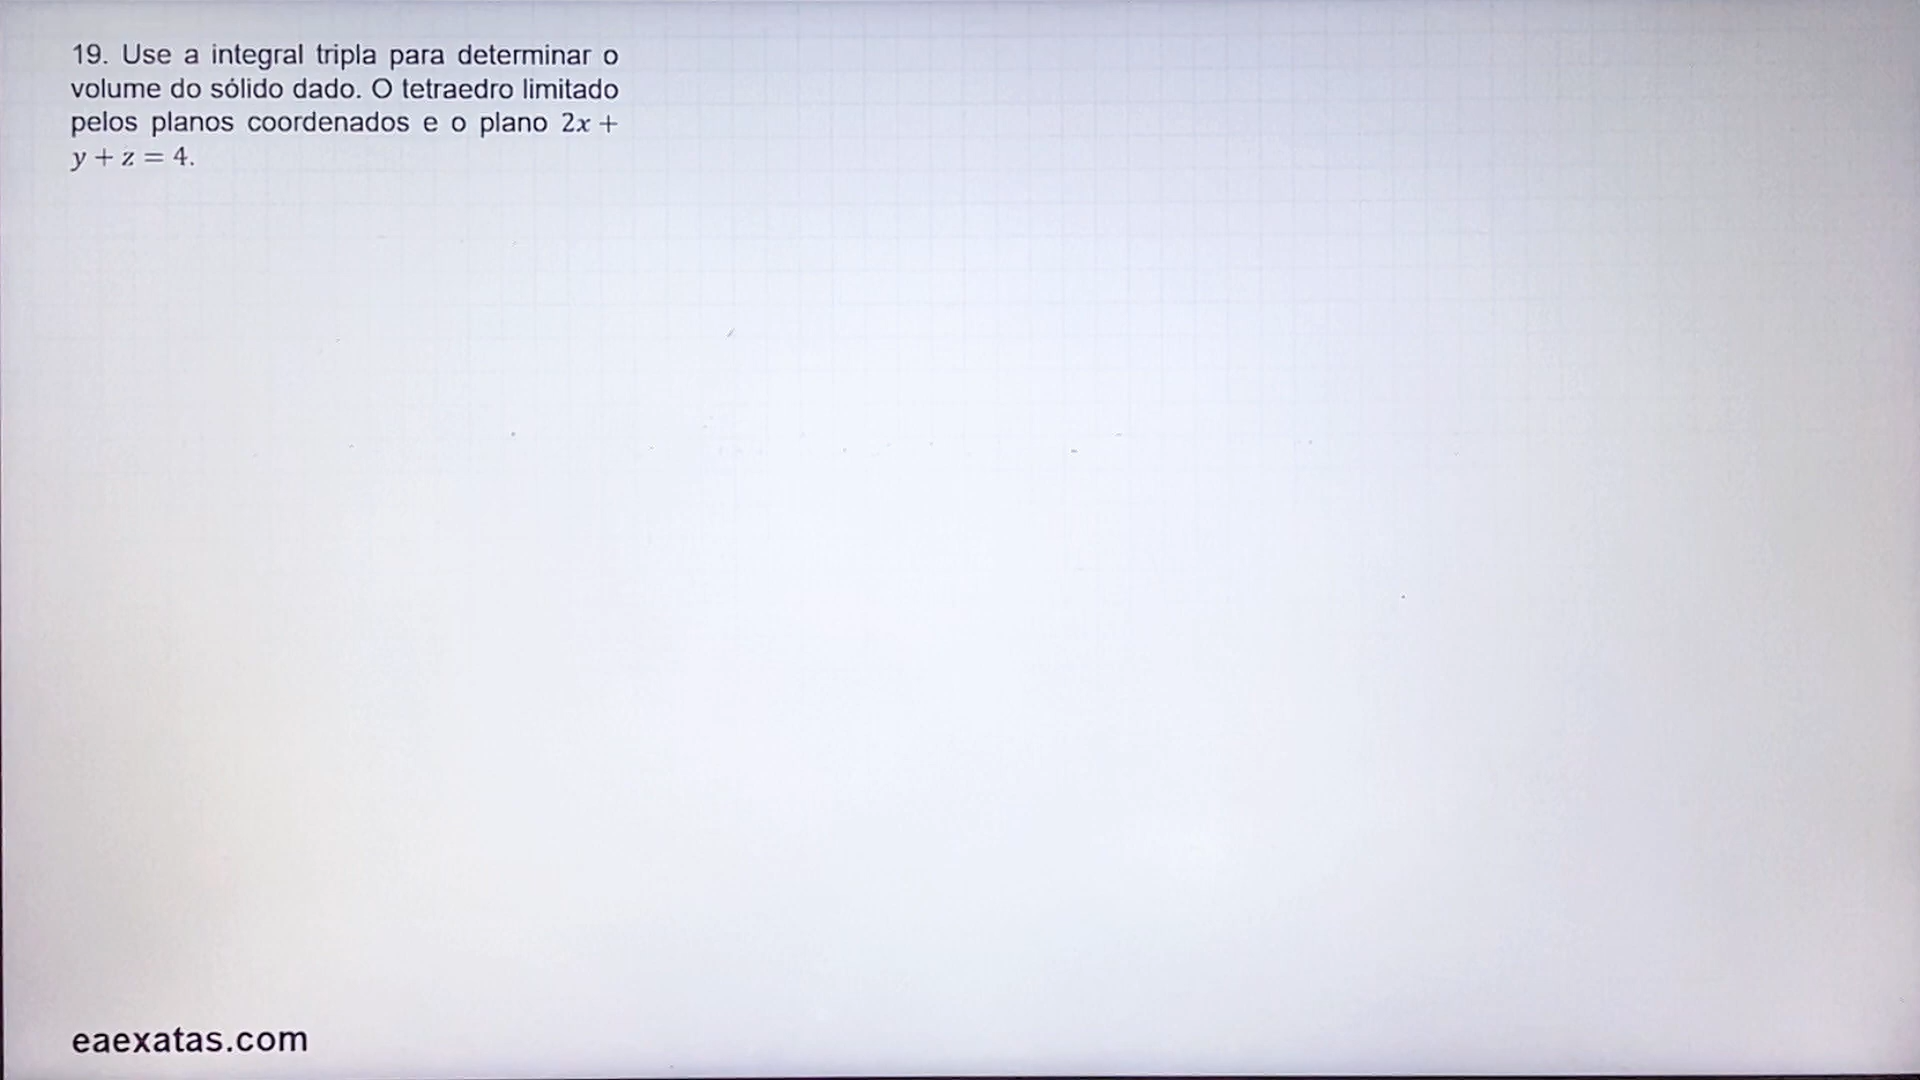 19. Use a integral tripla para determinar o
volume do sólido dado. O tetraedro limitado
pelos planos coordenados e o plano 2x +
y + z = 4.
eaexatas.com